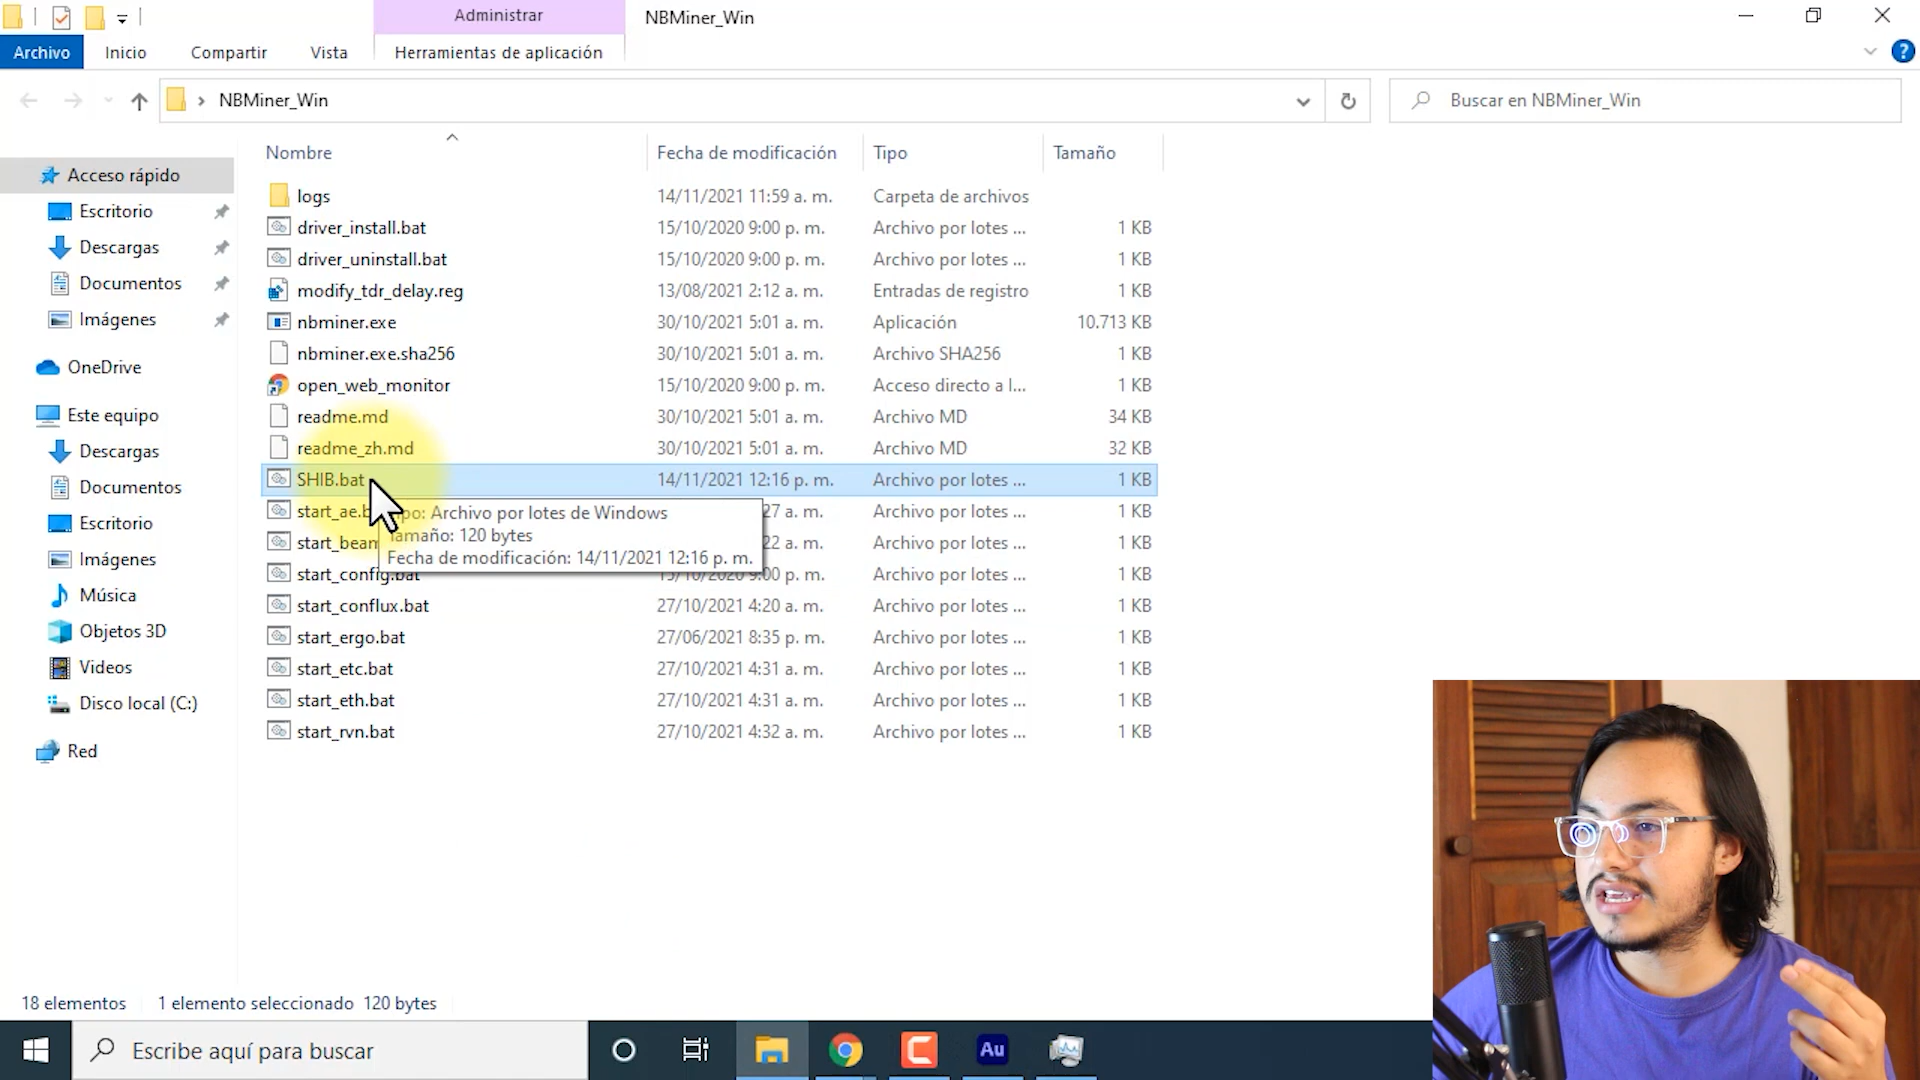 Administrar
NBMiner_Win
Archivo
Inicio
Compartir
Vista
Herramientas de aplicación
NBMiner_Win
Buscar en NBMiner_Win
Nombre
Fecha de modificación
Tipo
Tamaño
Acceso rápido
Escritorio
Descargas
Documentos
Imágenes
OneDrive
Este equipo
Descargas
Documentos
Escritorio
Imágenes
Música
Objetos 3D
Videos
Disco local (C:)
Red
logs 14/11/2021 11:59 a. m. Carpeta de archivos
driver_install.bat 15/10/2020 9:00 p. m. Archivo por lotes ... 1 KB
driver_uninstall.bat 15/10/2020 9:00 p. m. Archivo por lotes ... 1 KB
modify_tdr_delay.reg 13/08/2021 2:12 a. m. Entradas de registro 1 KB
nbminer.exe 30/10/2021 5:01 a. m. Aplicación 10.713 KB
nbminer.exe.sha256 30/10/2021 5:01 a. m. Archivo SHA256 1 KB
open_web_monitor 15/10/2020 9:00 p. m. Acceso directo a l... 1 KB
readme.md 30/10/2021 5:01 a. m. Archivo MD 34 KB
readme_zh.md 30/10/2021 5:01 a. m. Archivo MD 32 KB
SHIB.bat 14/11/2021 12:16 p. m. Archivo por lotes ... 1 KB
start_ae.b 27 a. m. Archivo por lotes ... 1 KB
start_beam 22 a. m. Archivo por lotes ... 1 KB
start_config.bat 15/10/2020 9:00 p. m. Archivo por lotes ... 1 KB
start_conflux.bat 27/10/2021 4:20 a. m. Archivo por lotes ... 1 KB
start_ergo.bat 27/06/2021 8:35 p. m. Archivo por lotes ... 1 KB
start_etc.bat 27/10/2021 4:31 a. m. Archivo por lotes ... 1 KB
start_eth.bat 27/10/2021 4:31 a. m. Archivo por lotes ... 1 KB
start_rvn.bat 27/10/2021 4:32 a. m. Archivo por lotes ... 1 KB
Tipo: Archivo por lotes de Windows
Tamaño: 120 bytes
Fecha de modificación: 14/11/2021 12:16 p. m.
18 elementos
1 elemento seleccionado 120 bytes
Escribe aquí para buscar
Au